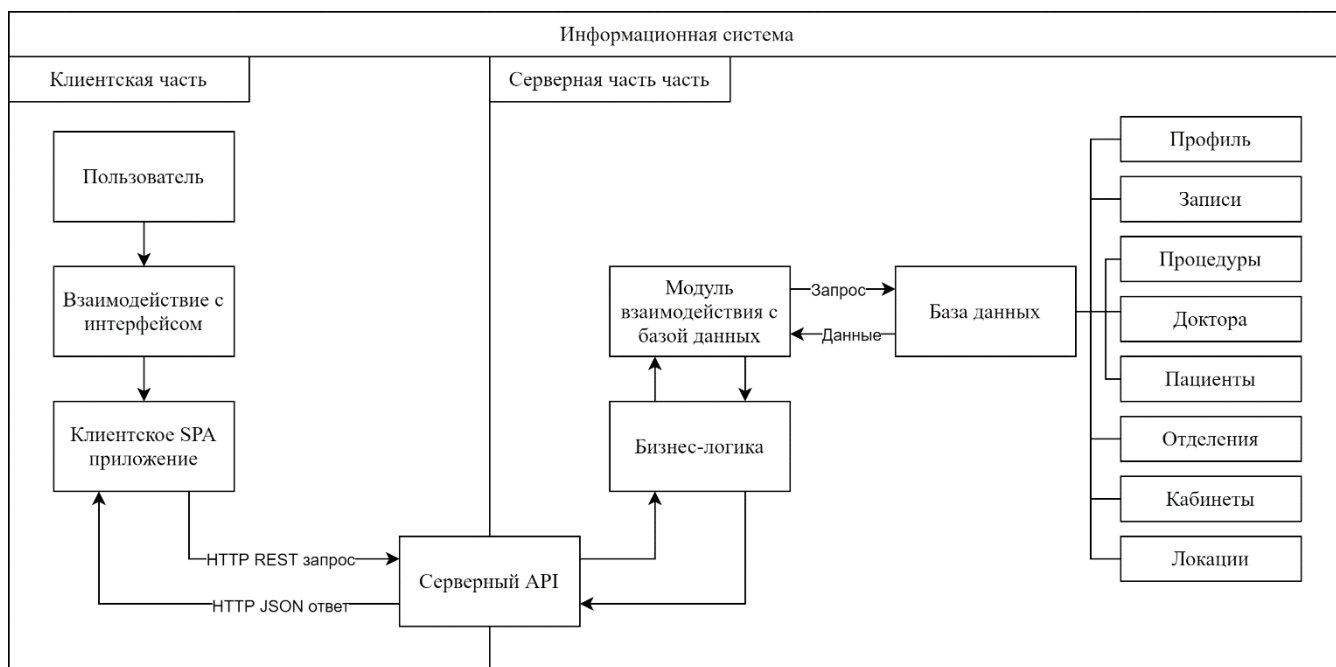 Информационная система
Клиентская часть
Серверная часть часть
Пользователь
Взаимодействие с
интерфейсом
Клиентское SPA
приложение
HTTP REST запрос
HTTP JSON ответ
Серверный API
Модуль
взаимодействия с
базой данных
Бизнес-логика
Запрос
Данные
База данных
Профиль
Записи
Процедуры
Доктора
Пациенты
Отделения
Кабинеты
Локации